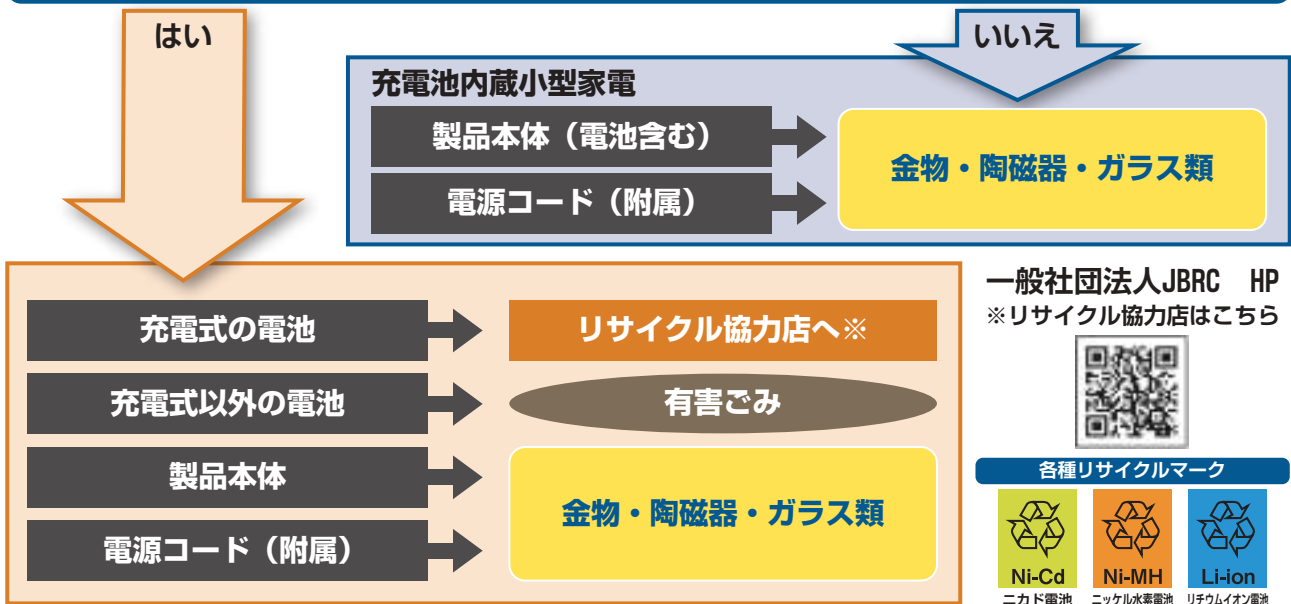 はい
いいえ
充電池内蔵小型家電
製品本体（電池含む）
電源コード（附属）
金物・陶磁器・ガラス類
充電式の電池
リサイクル協力店へ※
充電式以外の電池
有害ごみ
製品本体
電源コード（附属）
金物・陶磁器・ガラス類
一般社団法人JBRC　HP
※リサイクル協力店はこちら
各種リサイクルマーク
Ni-Cd
Ni-MH
Li-ion
ニカド電池
ニッケル水素電池
リチウムイオン電池